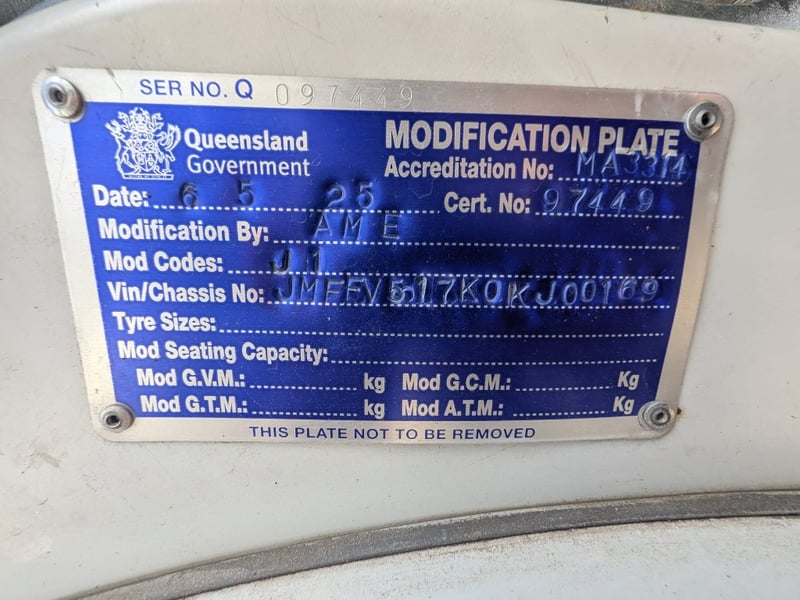 SER NO. Q 097449
Queensland Government
MODIFICATION PLATE
Accreditation No: MA3314
Date: 6 5 25 Cert. No: 97449
Modification By: AME
Mod Codes: J1
Vin/Chassis No: JMFFV517K0KJ00169
Tyre Sizes:
Mod Seating Capacity:
Mod G.V.M.: kg Mod G.C.M.: Kg
Mod G.T.M.: kg Mod A.T.M.: Kg
THIS PLATE NOT TO BE REMOVED